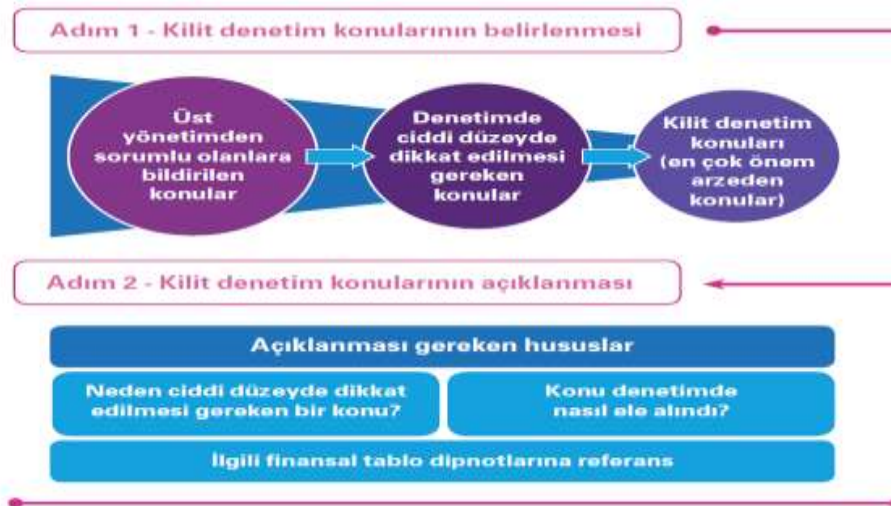 Adım 1 - Kilit denetim konularının belirlenmesi
Üst
yönetimden
sorumlu olanlara
bildirilen
konular
Denetimde
ciddi düzeyde
dikkat edilmesi
gereken
konular
Kilit denetim
konuları
(en çok önem
arzeden
konular)
Adım 2 - Kilit denetim konularının açıklanması
Açıklanması gereken hususlar
Neden ciddi düzeyde dikkat
edilmesi gereken bir konu?
Konu denetimde
nasıl ele alındı?
İlgili finansal tablo dipnotlarına referans